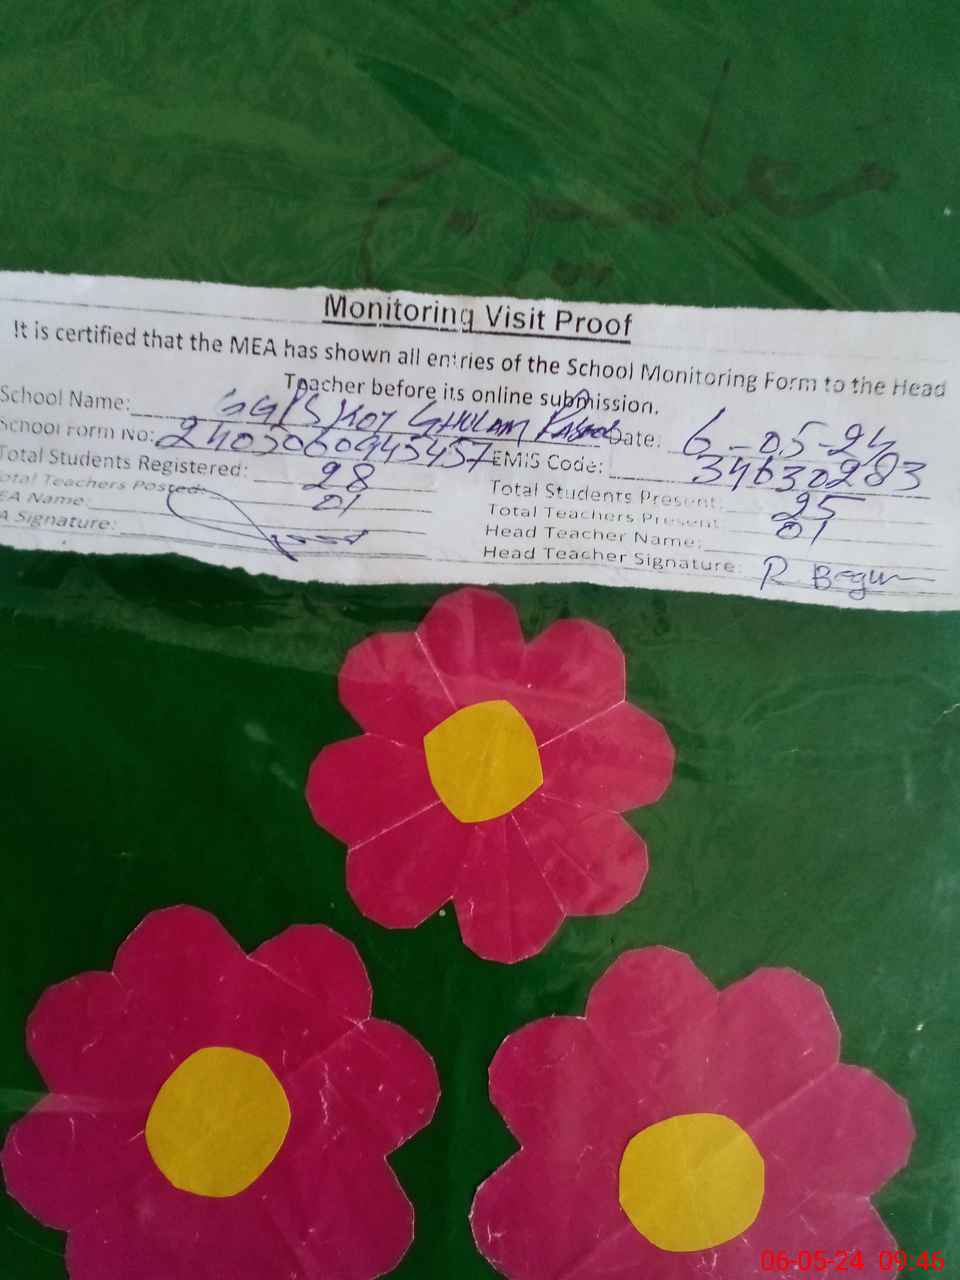 Monitoring Visit Proof
It is certified that the MEA has shown all entries of the School Monitoring Form to the Head
Teacher before its online submission.
School Name: GGPS KOT GHULAM Date: 6-05-24
School Form No: EMIS Code: 34630283
Total Students Registered: 28 Total Students Present: 25
otal Teachers Posted: 01 Total Teachers Present 01
EA Name: Head Teacher Name:
A Signature: Head Teacher Signature: R Begum
06-05-24 09:46